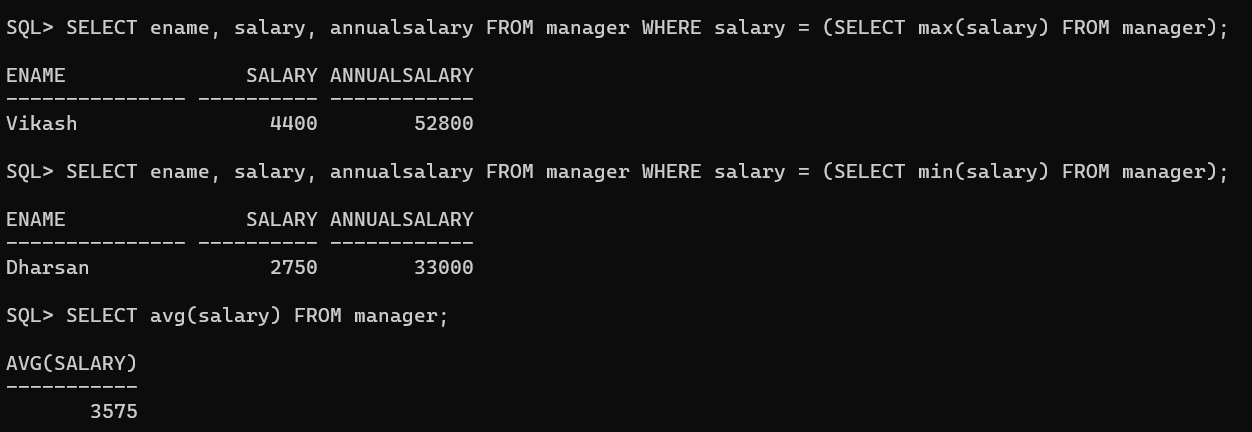 SQL> SELECT ename, salary, annualsalary FROM manager WHERE salary = (SELECT max(salary) FROM manager);
ENAME               SALARY ANNUALSALARY
--------------- ---------- ------------
Vikash                4400        52800
SQL> SELECT ename, salary, annualsalary FROM manager WHERE salary = (SELECT min(salary) FROM manager);
ENAME               SALARY ANNUALSALARY
--------------- ---------- ------------
Dharsan               2750        33000
SQL> SELECT avg(salary) FROM manager;
AVG(SALARY)
-----------
       3575